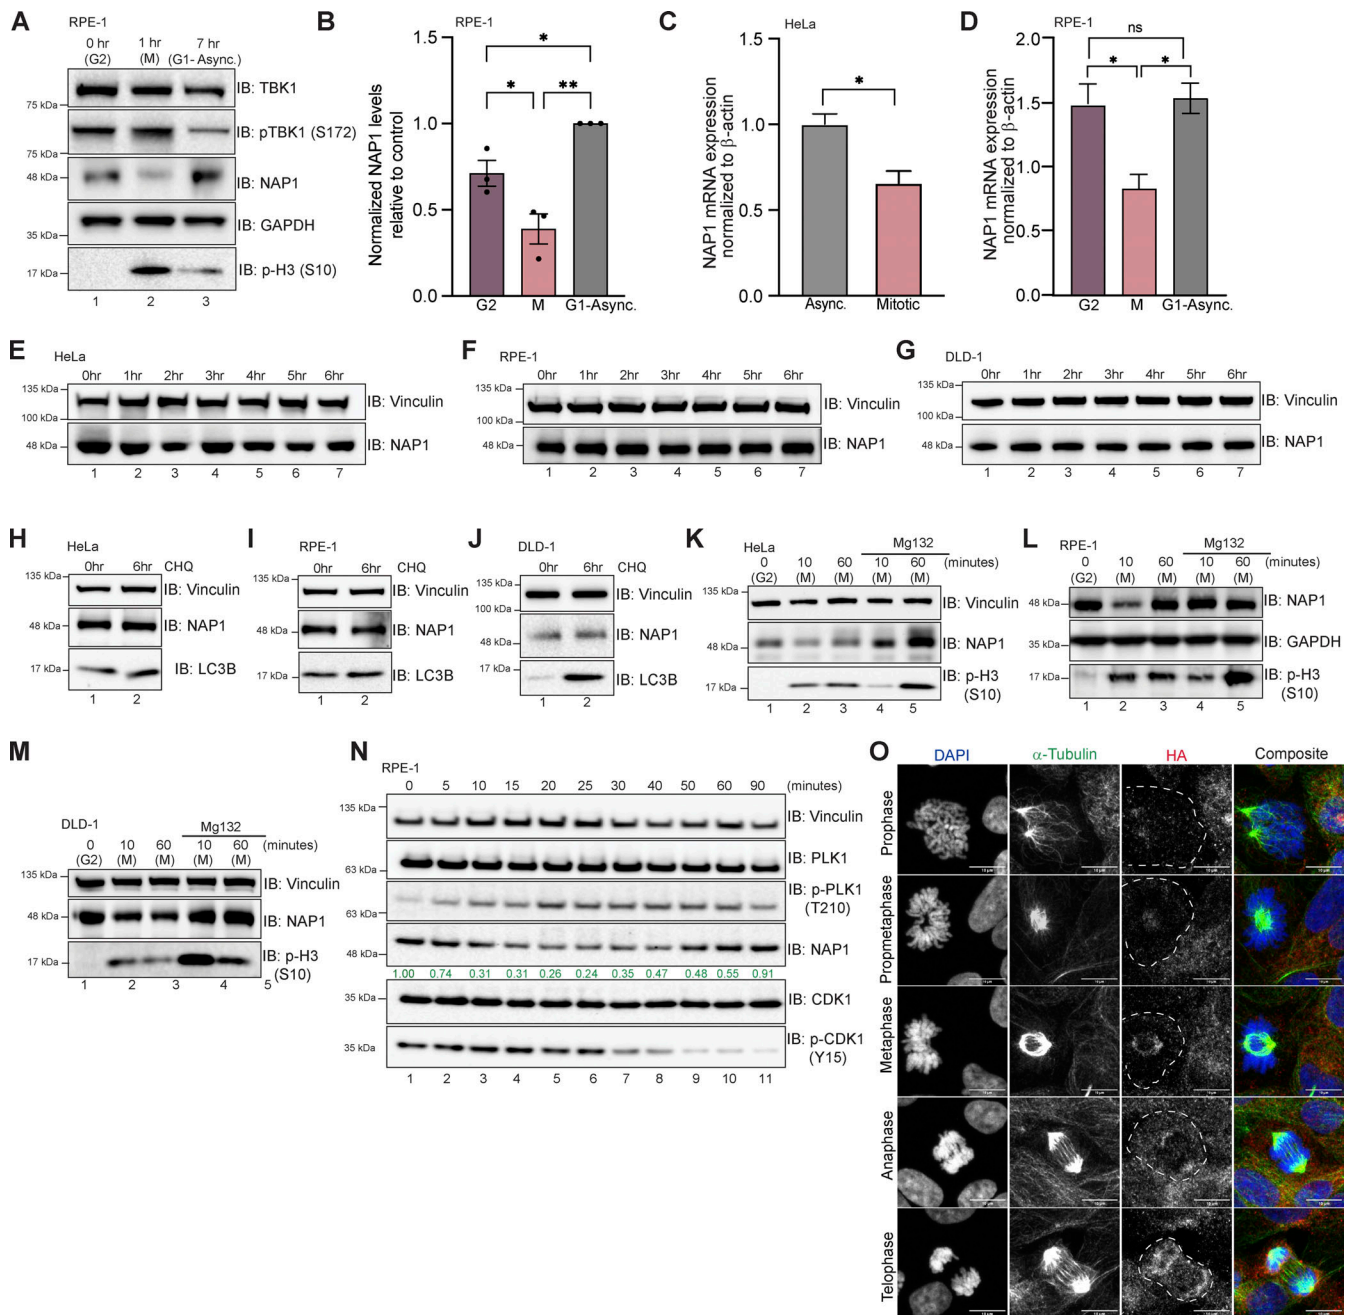 A
RPE-1
0 hr 1 hr 7 hr
(G2) (M) (G1- Async.)
IB: TBK1
75 kDa
IB: pTBK1 (S172)
75 kDa
48 kDa
IB: NAP1
IB: GAPDH
35 kDa
17 kDa
IB: p-H3 (S10)
1 2 3
B
RPE-1
Normalized NAP1 levels
relative to control
1.5
1.0
0.5
0.0
* * **
G2 M G1-Async.
C
HeLa
NAP1 mRNA expression
normalized to β-actin
1.5
1.0
0.5
0.0
*
Async. Mitotic
D
RPE-1
NAP1 mRNA expression
normalized to β-actin
2.0
1.5
1.0
0.5
0.0
ns
* *
G2 M G1-Async.
E
HeLa
0hr 1hr 2hr 3hr 4hr 5hr 6hr
135 kDa
IB: Vinculin
100 kDa
48 kDa
IB: NAP1
1 2 3 4 5 6 7
F
RPE-1
0hr 1hr 2hr 3hr 4hr 5hr 6hr
135 kDa
IB: Vinculin
100 kDa
48 kDa
IB: NAP1
1 2 3 4 5 6 7
G
DLD-1
0hr 1hr 2hr 3hr 4hr 5hr 6hr
135 kDa
IB: Vinculin
100 kDa
48 kDa
IB: NAP1
1 2 3 4 5 6 7
H
HeLa
0hr 6hr CHQ
135 kDa
IB: Vinculin
48 kDa
IB: NAP1
17 kDa
IB: LC3B
1 2
I
RPE-1
0hr 6hr CHQ
135 kDa
IB: Vinculin
48 kDa
IB: NAP1
17 kDa
IB: LC3B
1 2
J
DLD-1
0hr 6hr CHQ
135 kDa
IB: Vinculin
100 kDa
48 kDa
IB: NAP1
17 kDa
IB: LC3B
1 2
K
HeLa
Mg132
0 10 60 10 60 (minutes)
(G2) (M) (M) (M) (M)
135 kDa
IB: Vinculin
48 kDa
IB: NAP1
17 kDa
IB: p-H3
(S10)
1 2 3 4 5
L
RPE-1
Mg132
0 10 60 10 60 (minutes)
(G2) (M) (M) (M) (M)
48 kDa
IB: NAP1
35 kDa
IB: GAPDH
17 kDa
IB: p-H3
(S10)
1 2 3 4 5
M
DLD-1
Mg132
0 10 60 10 60 (minutes)
(G2) (M) (M) (M) (M)
135 kDa
IB: Vinculin
48 kDa
IB: NAP1
17 kDa
IB: p-H3
(S10)
1 2 3 4 5
N
RPE-1
0 5 10 15 20 25 30 40 50 60 90 (minutes)
135 kDa
IB: Vinculin
IB: PLK1
63 kDa
IB: p-PLK1
(T210)
63 kDa
IB: NAP1
48 kDa
1.00 0.74 0.31 0.31 0.26 0.24 0.35 0.47 0.48 0.55 0.91
35 kDa
IB: CDK1
IB: p-CDK1
(Y15)
35 kDa
1 2 3 4 5 6 7 8 9 10 11
O
DAPI α-Tubulin HA Composite
Prophase
Propmetaphase
Metaphase
Anaphase
Telophase